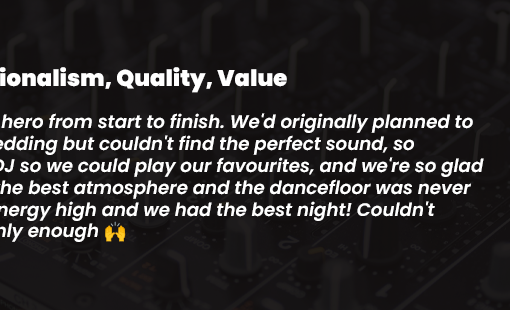 ionalism, Quality, Value
hero from start to finish. We'd originally planned to
edding but couldn't find the perfect sound, so
DJ so we could play our favourites, and we're so glad
the best atmosphere and the dancefloor was never
nergy high and we had the best night! Couldn't
nly enough 🙌